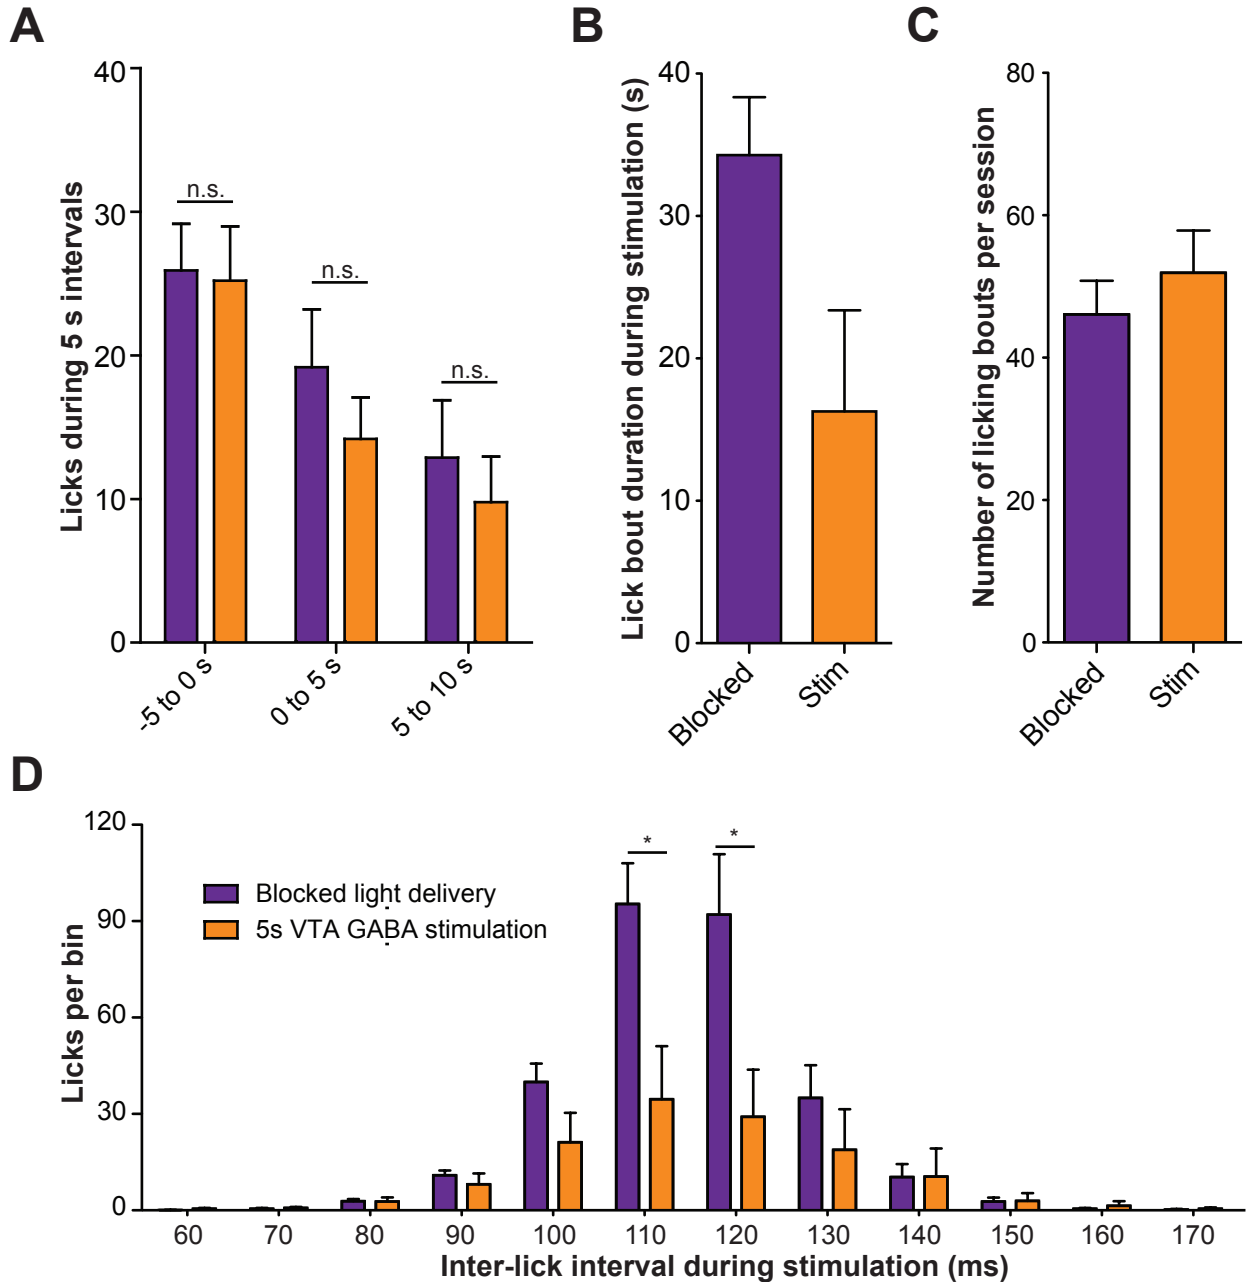 A
Licks during 5 s intervals
40
30
20
10
0
n.s.
n.s.
n.s.
-5 to 0 s
0 to 5 s
5 to 10 s
B
Lick bout duration during stimulation (s)
40
30
20
10
0
Blocked
Stim
C
Number of licking bouts per session
80
60
40
20
0
Blocked
Stim
D
Licks per bin
120
90
60
30
0
Blocked light delivery
5s VTA GABA stimulation
*
*
60 70 80 90 100 110 120 130 140 150 160 170
Inter-lick interval during stimulation (ms)